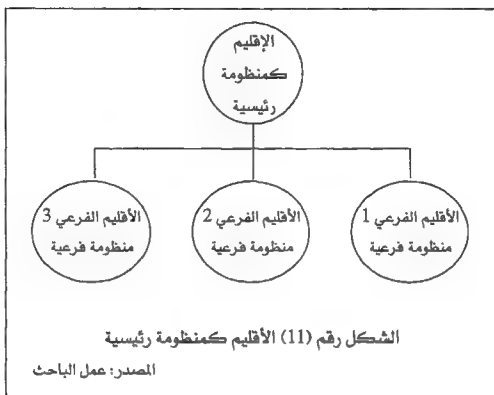 الإقليم
كمنظومة
رئيسية
الأقليم الفرعي 1
منظومة فرعية
الأقليم الفرعي 2
منظومة فرعية
الأقليم الفرعي 3
منظومة فرعية
الشكل رقم (11) الأقليم كمنظومة رئيسية
المصدر: عمل الباحث